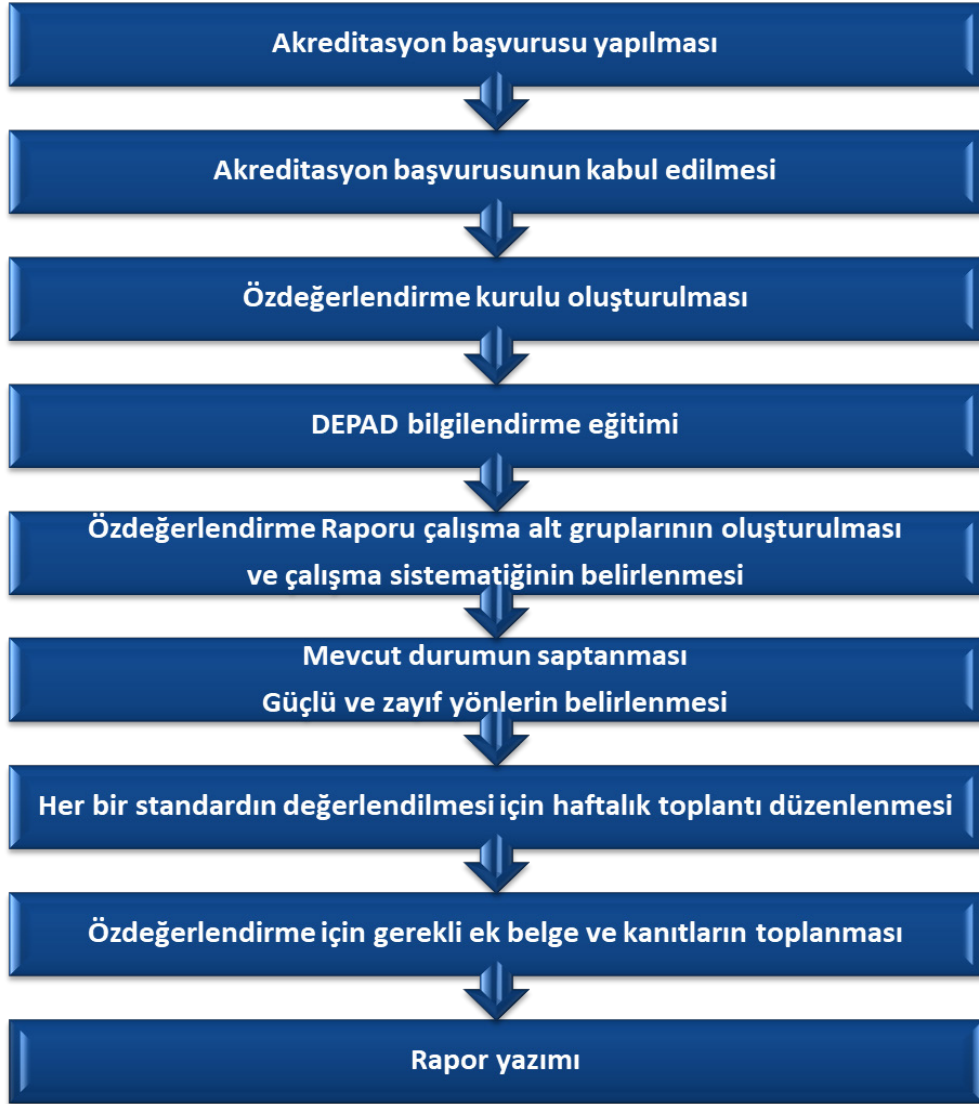 Akreditasyon başvurusu yapılması
Akreditasyon başvurusunun kabul edilmesi
Özdeğerlendirme kurulu oluşturulması
DEPAD bilgilendirme eğitimi
Özdeğerlendirme Raporu çalışma alt gruplarının oluşturulması
ve çalışma sistematiğinin belirlenmesi
Mevcut durumun saptanması
Güçlü ve zayıf yönlerin belirlenmesi
Her bir standardın değerlendilmesi için haftalık toplantı düzenlenmesi
Özdeğerlendirme için gerekli ek belge ve kanıtların toplanması
Rapor yazımı